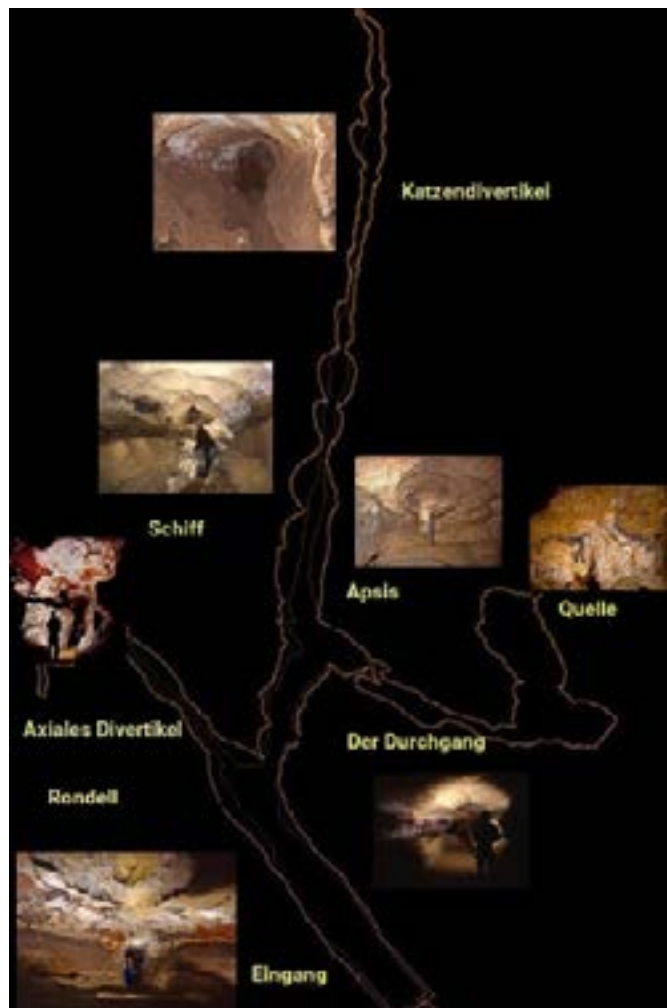 Katzendivertikel
Schiff
Apsis
Quelle
Axiales Divertikel
Der Durchgang
Rondell
Eingang